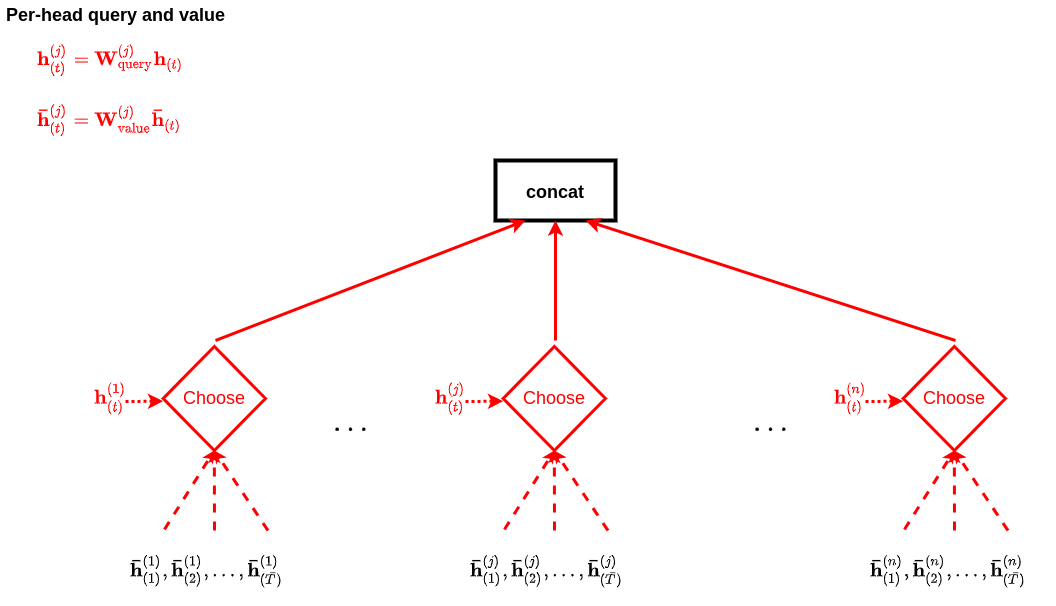 Per-head query and value
$\mathbf{h}_{(t)}^{(j)} = \mathbf{W}_{\text{query}}^{(j)} \mathbf{h}_{(t)}$
$\bar{\mathbf{h}}_{(t)}^{(j)} = \mathbf{W}_{\text{value}}^{(j)} \bar{\mathbf{h}}_{(t)}$
concat
$\mathbf{h}_{(t)}^{(1)}$ Choose
. . .
$\mathbf{h}_{(t)}^{(j)}$ Choose
. . .
$\mathbf{h}_{(t)}^{(n)}$ Choose
$\bar{\mathbf{h}}_{(1)}^{(1)}, \bar{\mathbf{h}}_{(2)}^{(1)}, \ldots, \bar{\mathbf{h}}_{(\bar{T})}^{(1)}$
$\bar{\mathbf{h}}_{(1)}^{(j)}, \bar{\mathbf{h}}_{(2)}^{(j)}, \ldots, \bar{\mathbf{h}}_{(\bar{T})}^{(j)}$
$\bar{\mathbf{h}}_{(1)}^{(n)}, \bar{\mathbf{h}}_{(2)}^{(n)}, \ldots, \bar{\mathbf{h}}_{(\bar{T})}^{(n)}$